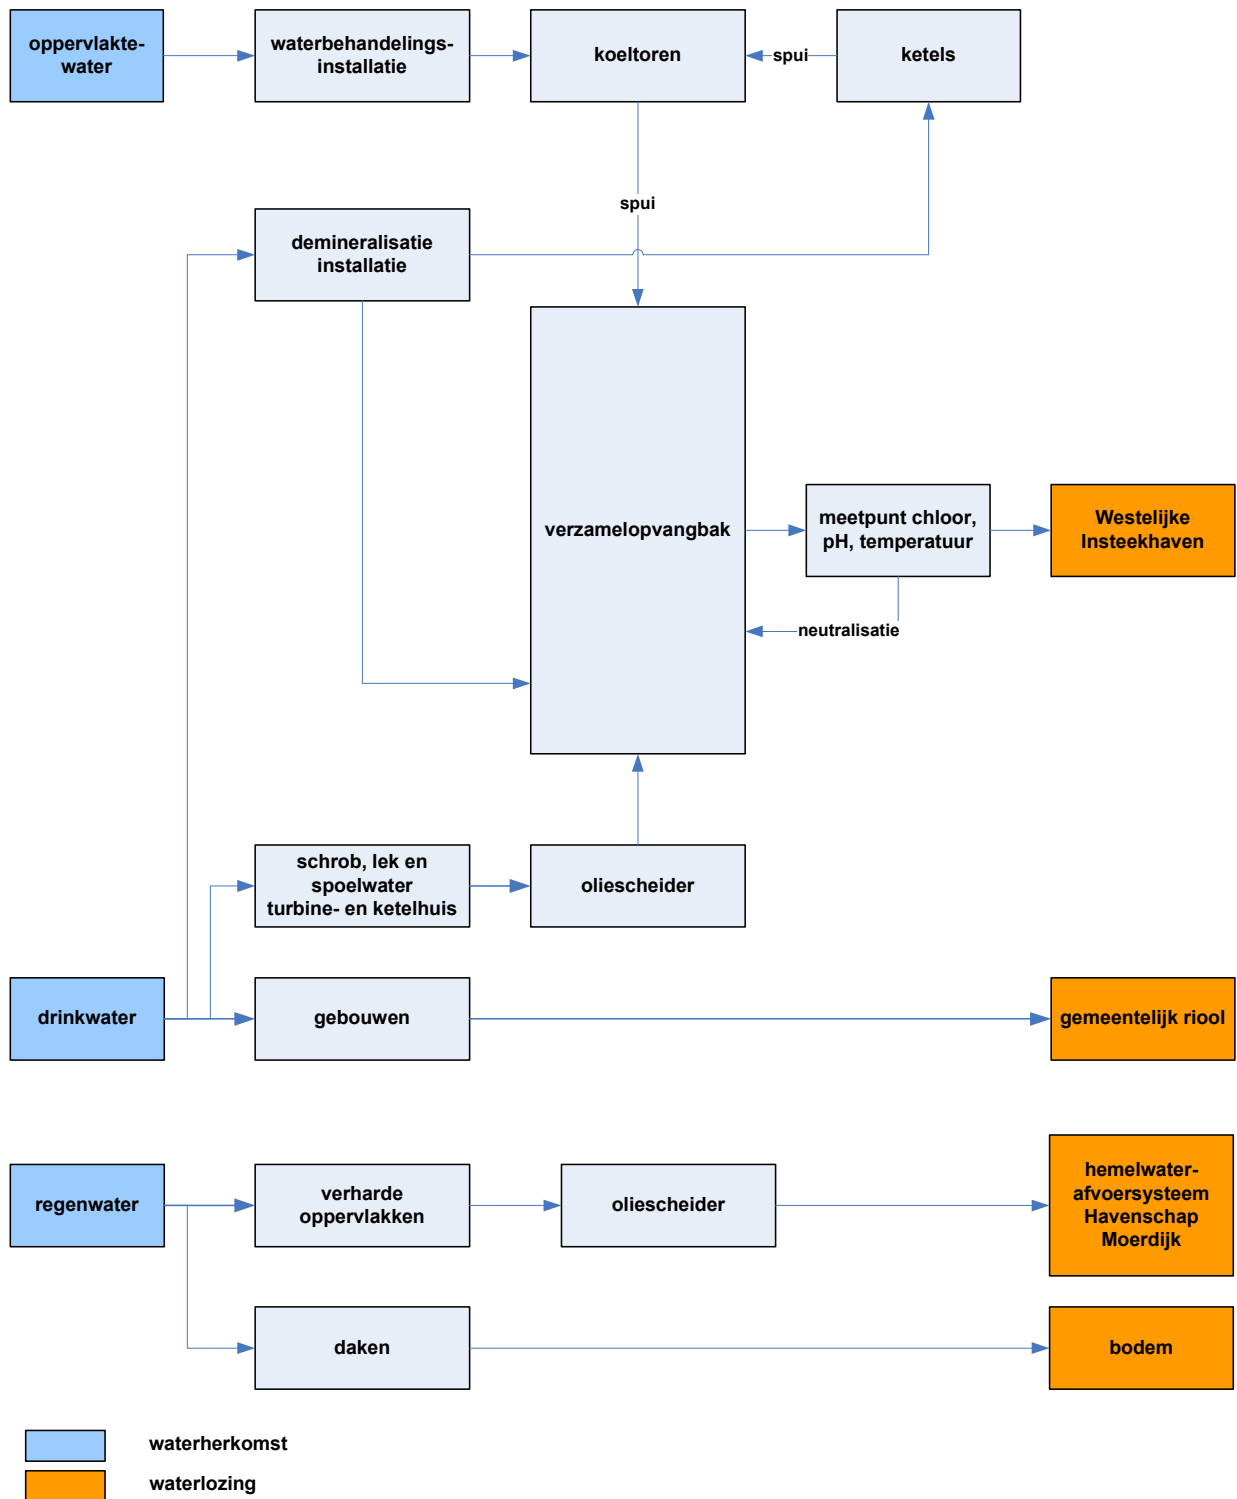 oppervlakte-
water
waterbehandelings-
installatie
koeltoren
spui
ketels
spui
demineralisatie
installatie
verzamelopvangbak
meetpunt chloor,
pH, temperatuur
Westelijke
Insteekhaven
neutralisatie
schrob, lek en
spoelwater
turbine- en ketelhuis
oliescheider
drinkwater
gebouwen
gemeentelijk riool
regenwater
verharde
oppervlakken
oliescheider
hemelwater-
afvoersysteem
Havenschap
Moerdijk
daken
bodem
waterherkomst
waterlozing